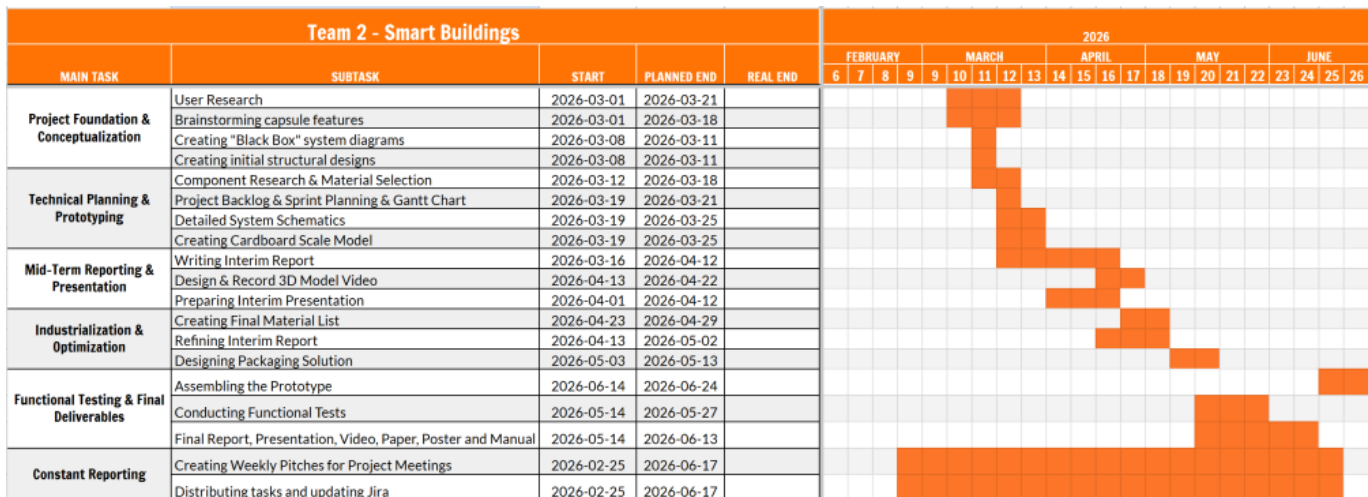 Team 2 - Smart Buildings
2026
FEBRUARY MARCH APRIL MAY JUNE
MAIN TASK SUBTASK START PLANNED END REAL END 6 7 8 9 9 10 11 12 13 14 15 16 17 18 19 20 21 22 23 24 25 26
Project Foundation & Conceptualization
User Research 2026-03-01 2026-03-21
Brainstorming capsule features 2026-03-01 2026-03-18
Creating "Black Box" system diagrams 2026-03-08 2026-03-11
Creating initial structural designs 2026-03-08 2026-03-11
Technical Planning & Prototyping
Component Research & Material Selection 2026-03-12 2026-03-18
Project Backlog & Sprint Planning & Gantt Chart 2026-03-19 2026-03-21
Detailed System Schematics 2026-03-19 2026-03-25
Creating Cardboard Scale Model 2026-03-19 2026-03-25
Mid-Term Reporting & Presentation
Writing Interim Report 2026-03-16 2026-04-12
Design & Record 3D Model Video 2026-04-13 2026-04-22
Preparing Interim Presentation 2026-04-01 2026-04-12
Industrialization & Optimization
Creating Final Material List 2026-04-23 2026-04-29
Refining Interim Report 2026-04-13 2026-05-02
Designing Packaging Solution 2026-05-03 2026-05-13
Functional Testing & Final Deliverables
Assembling the Prototype 2026-06-14 2026-06-24
Conducting Functional Tests 2026-05-14 2026-05-27
Final Report, Presentation, Video, Paper, Poster and Manual 2026-05-14 2026-06-13
Constant Reporting
Creating Weekly Pitches for Project Meetings 2026-02-25 2026-06-17
Distributing tasks and updating Jira 2026-02-25 2026-06-17